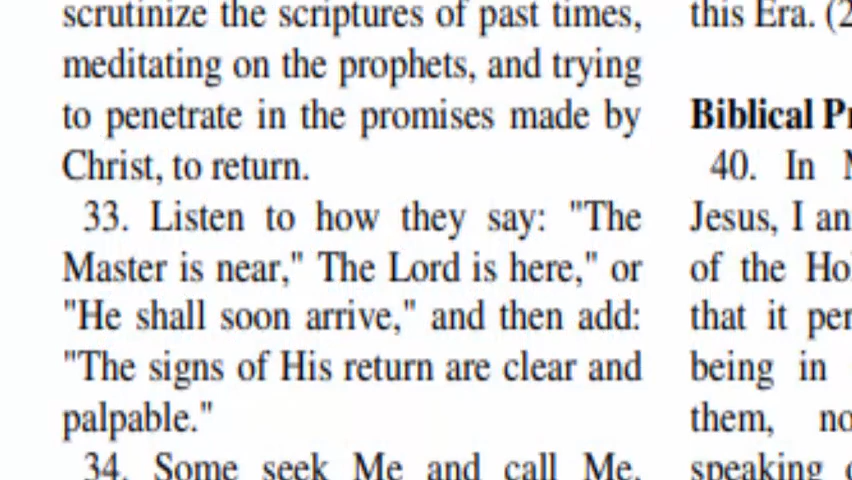 scrutinize the scriptures of past times,
meditating on the prophets, and trying
to penetrate in the promises made by
Christ, to return.
33. Listen to how they say: "The
Master is near," The Lord is here," or
"He shall soon arrive," and then add:
"The signs of His return are clear and
palpable."
34. Some seek Me and call Me,
this Era. (2
Biblical
40. In
Jesus, I
of the
that it
being in
them,
speaking